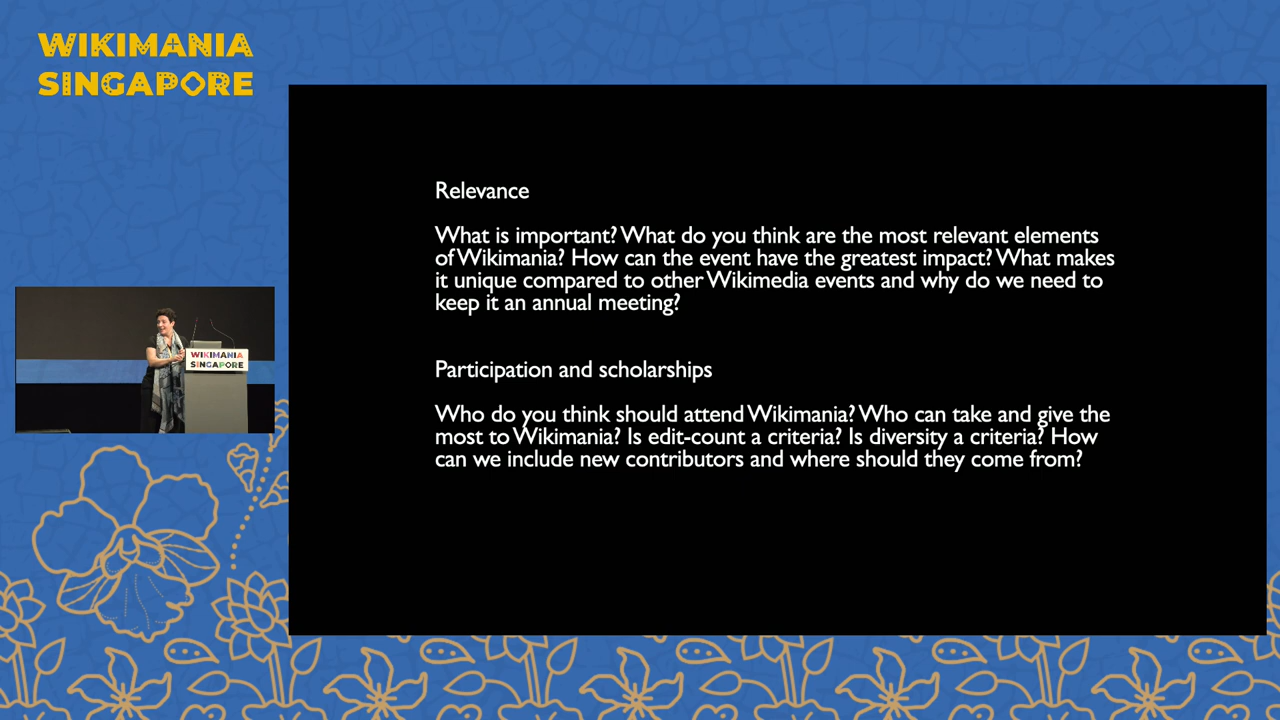 WIKIMANIA
SINGAPORE
Relevance
What is important? What do you think are the most relevant elements
of Wikimania? How can the event have the greatest impact? What makes
it unique compared to other Wikimedia events and why do we need to
keep it an annual meeting?
Participation and scholarships
Who do you think should attend Wikimania? Who can take and give the
most to Wikimania? Is edit-count a criteria? Is diversity a criteria? How
can we include new contributors and where should they come from?
WIKIMANIA
SINGAPORE